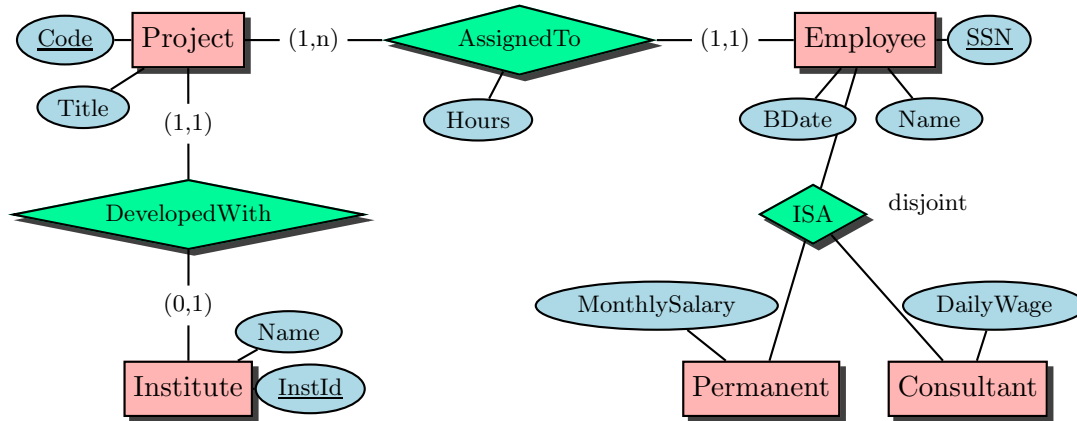 Code
Project
(1,n)
AssignedTo
(1,1)
Employee
SSN
Title
Hours
BDate
Name
(1,1)
DevelopedWith
ISA
disjoint
(0,1)
MonthlySalary
DailyWage
Name
Institute
InstId
Permanent
Consultant